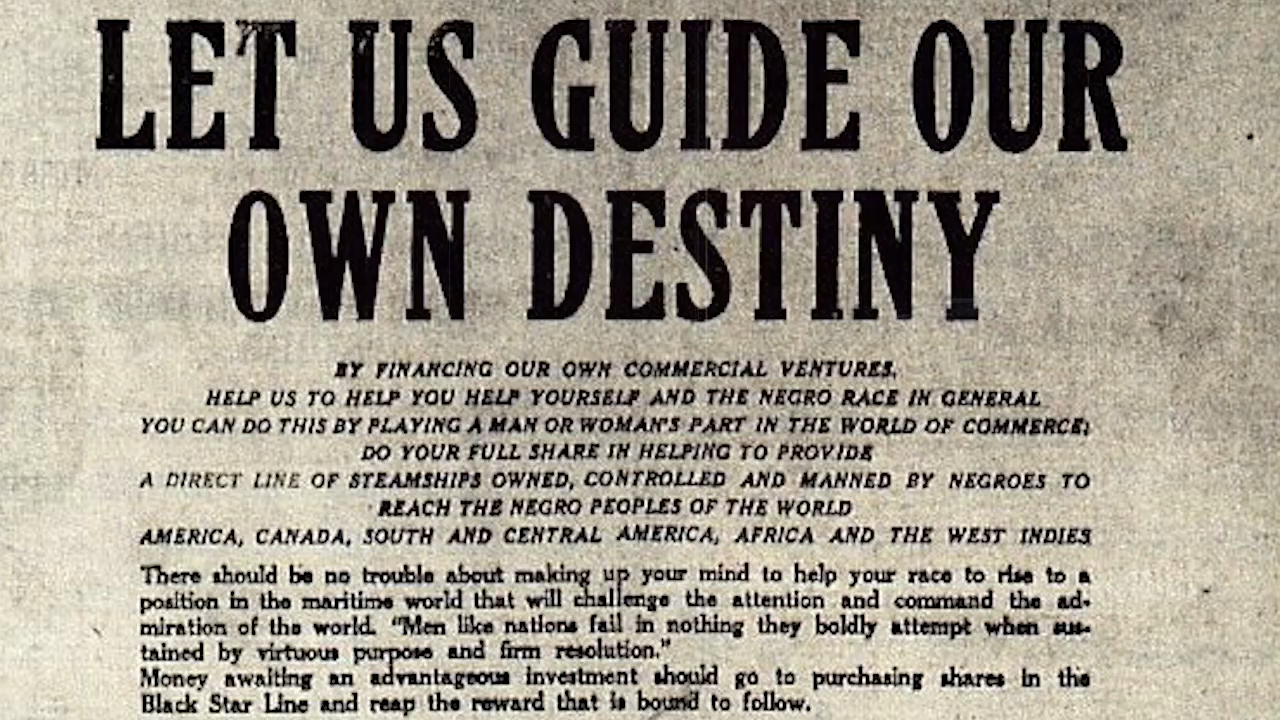 LET US GUIDE OUR
OWN DESTINY
BY FINANCING OUR OWN COMMERCIAL VENTURES.
HELP US TO HELP YOU HELP YOURSELF AND THE NEGRO RACE IN GENERAL
YOU CAN DO THIS BY PLAYING A MAN OR WOMAN'S PART IN THE WORLD OF COMMERCE;
DO YOUR FULL SHARE IN HELPING TO PROVIDE
A DIRECT LINE OF STEAMSHIPS OWNED, CONTROLLED AND MANNED BY NEGROES TO
REACH THE NEGRO PEOPLES OF THE WORLD
AMERICA, CANADA, SOUTH AND CENTRAL AMERICA, AFRICA AND THE WEST INDIES
There should be no trouble about making up your mind to help your race to rise to a
position in the maritime world that will challenge the attention and command the ad-
miration of the world. "Men like nations fail in nothing they boldly attempt when sus-
tained by virtuous purpose and firm resolution."
Money awaiting an advantageous investment should go to purchasing shares in the
Black Star Line and reap the reward that is bound to follow.